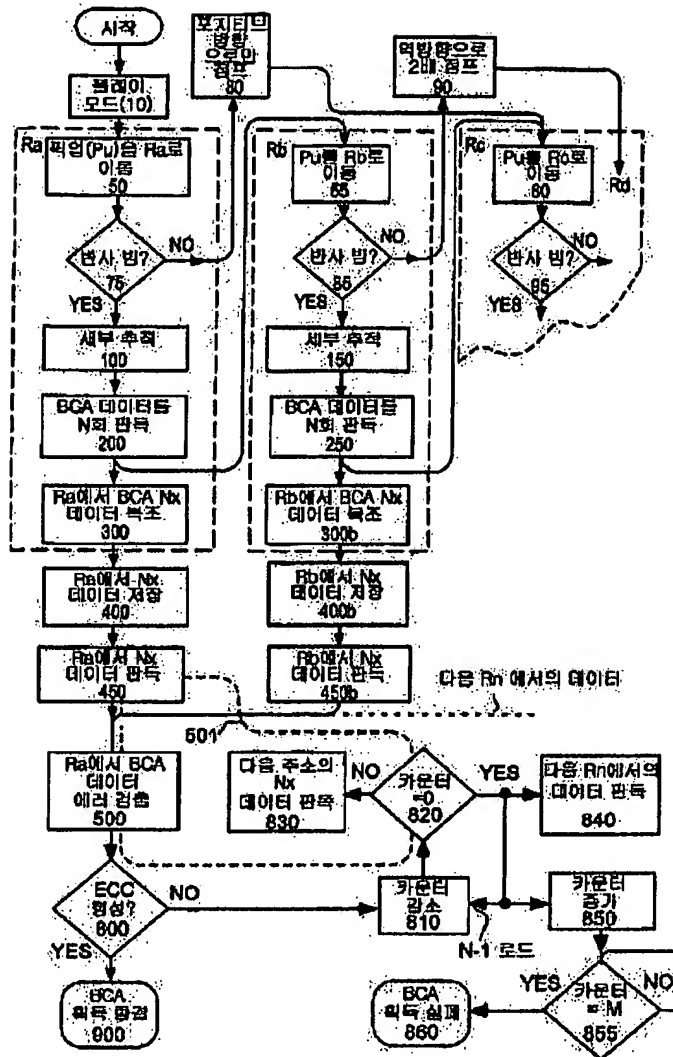 시작
플레이
모드(10)
포지티브
방향
으로만
점프
80
역방향으로
2배 점프
90
Ra
픽업(Pu)을 Ra로
이동
50
Rb
Pu를 Rb로
이동
55
Rc
Pu를
이동
60
Rd
반사 빔?
75
NO
YES
반사 빔?
85
NO
YES
반사 빔?
95
NO
YES
세부 추적
100
세부 추적
150
BCA 데이터를
N회 판독
200
BCA 데이터를
N회 판독
250
Ra에서 BCA Nx
데이터 복조
300
Rb에서 BCA Nx
데이터 복조
300b
Ra에서 Nx
데이터 저장
400
Rb에서 Nx
데이터 저장
400b
Ra에서 Nx
데이터 판독
450
Rb에서 Nx
데이터 판독
450b
다음 Rn 에서의 데이터
501
Ra에서 BCA
데이터
에러 검출
500
다음 주소의
Nx
데이터 판독
830
NO
카운터
=0
820
YES
다음 Rn에서의
데이터 판독
840
ECC
형성?
800
NO
YES
카운터
감소
810
N-1 로드
카운터
증가
850
BCA
획득 완결
900
BCA
획득 실패
860
YES
카운터
= M
855
NO